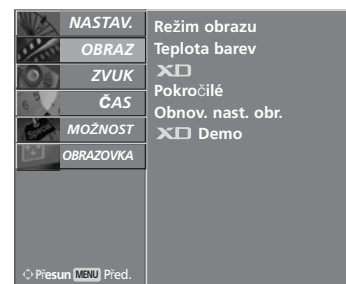 NASTAV.
OBRAZ
ZVUK
ČAS
MOŽNOST
OBRAZOVKA
Režim obrazu
Teplota barev
XD
Pokročilé
Obnov. nast. obr.
XD Demo
Přesun MENU Před.